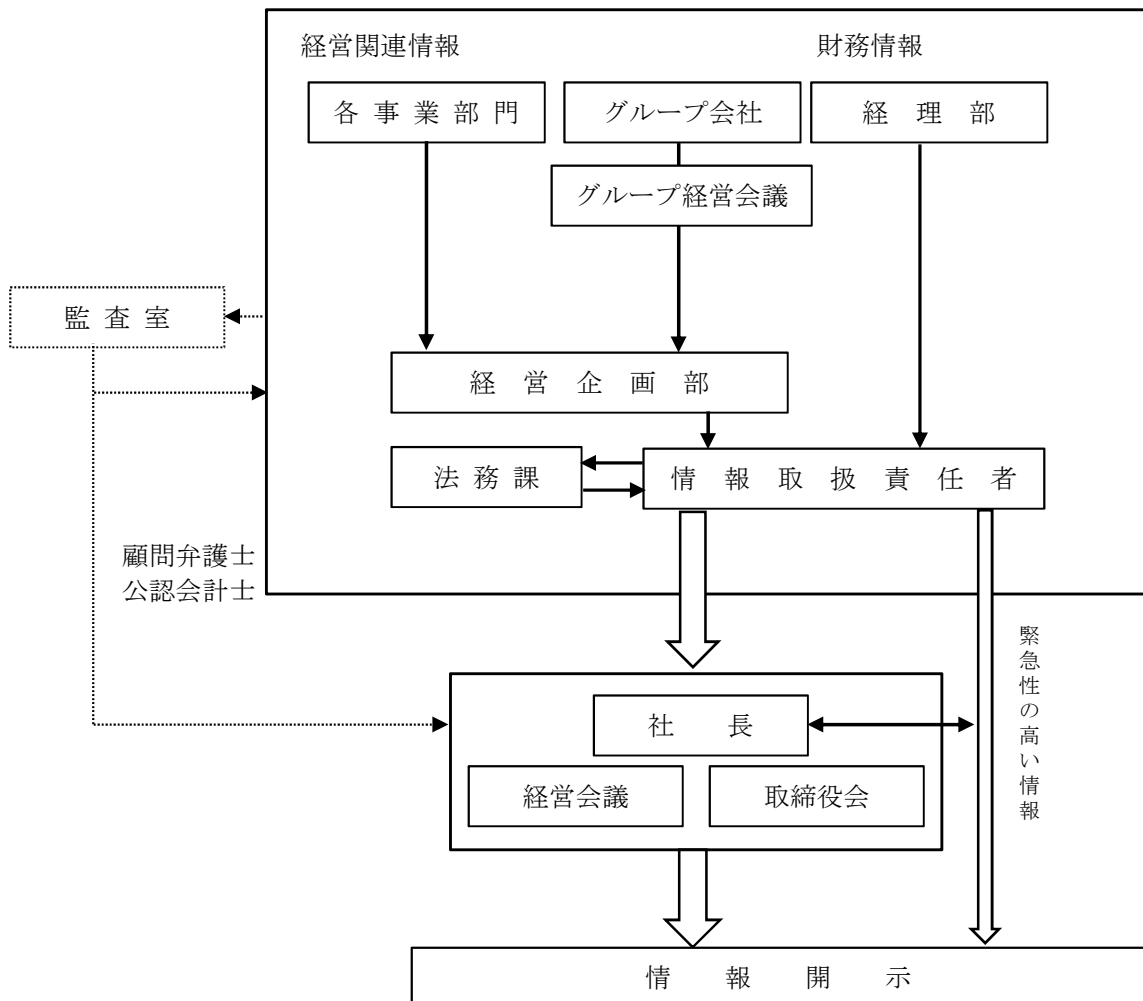 経営関連情報
財務情報
各事業部門
グループ会社
経理部
グループ経営会議
監査室
経営企画部
法務課
情報取扱責任者
顧問弁護士
公認会計士
緊急性の高い情報
社長
経営会議
取締役会
情報開示